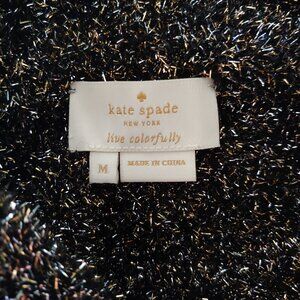 kate spade
NEW YORK
live colorfully
M
MADE IN CHINA